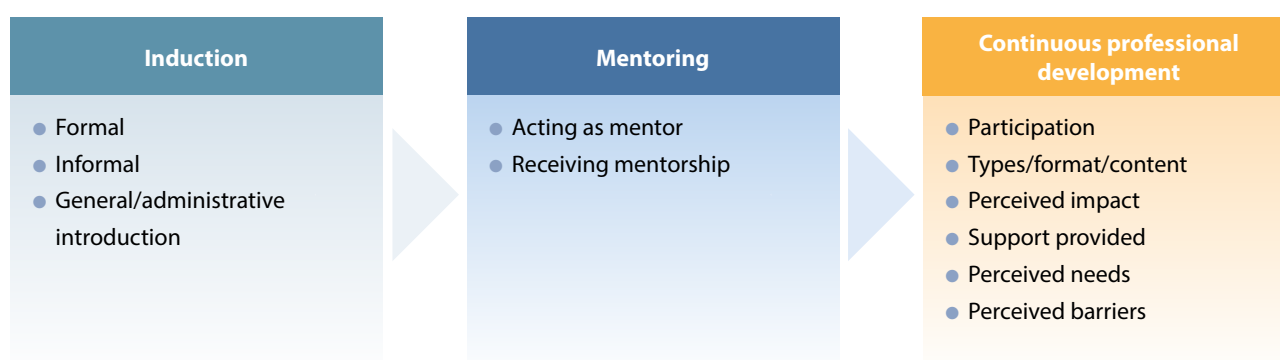 Induction
Formal
Informal
General/administrative
introduction
Mentoring
Acting as mentor
Receiving mentorship
Continuous professional
development
Participation
Types/format/content
Perceived impact
Support provided
Perceived needs
Perceived barriers